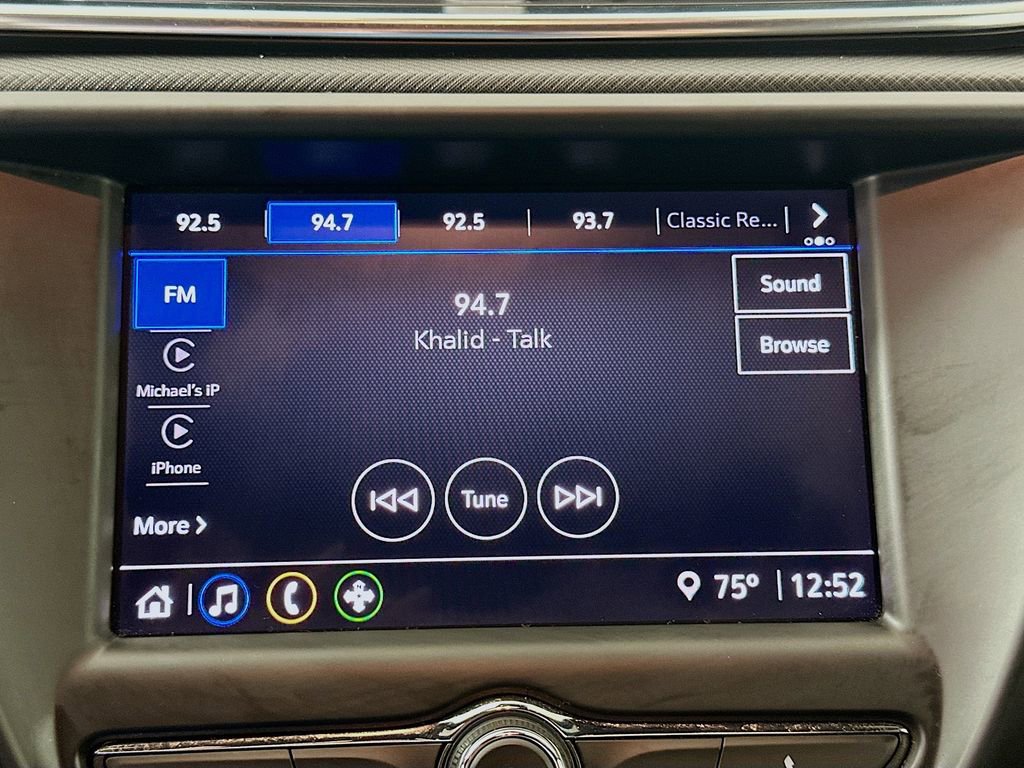 92.5 94.7 92.5 93.7 Classic Re...
FM
94.7
Khalid - Talk
Sound
Browse
Michael's iP
iPhone
More
Tune
75° 12:52